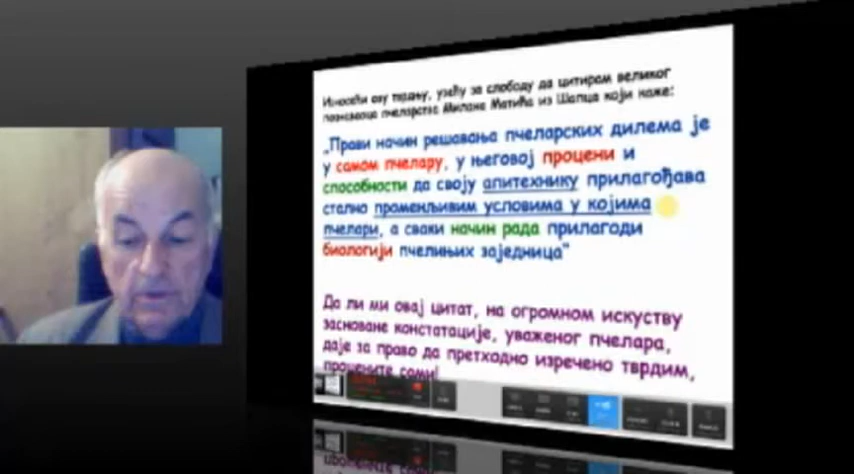 Износећи ову тврдњу, узећу за слободу да цитирам великог
познаваоца пчеларства Милана Матића из Шапца који каже:
„Прави начин решавања пчеларских дилема је
у самом пчелару, у његовој процени и
способности да своју апитехнику прилагођава
стално променљивим условима у којима
пчелари, а сваки начин рада прилагоди
биологији пчелињих заједница“
Да ли ми овај цитат, на огромном искуству
засноване констатације, уваженог пчелара,
даје за право да претходно изречено тврдим,
процените сами!